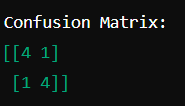 Confusion Matrix:
[[4 1]
 [1 4]]